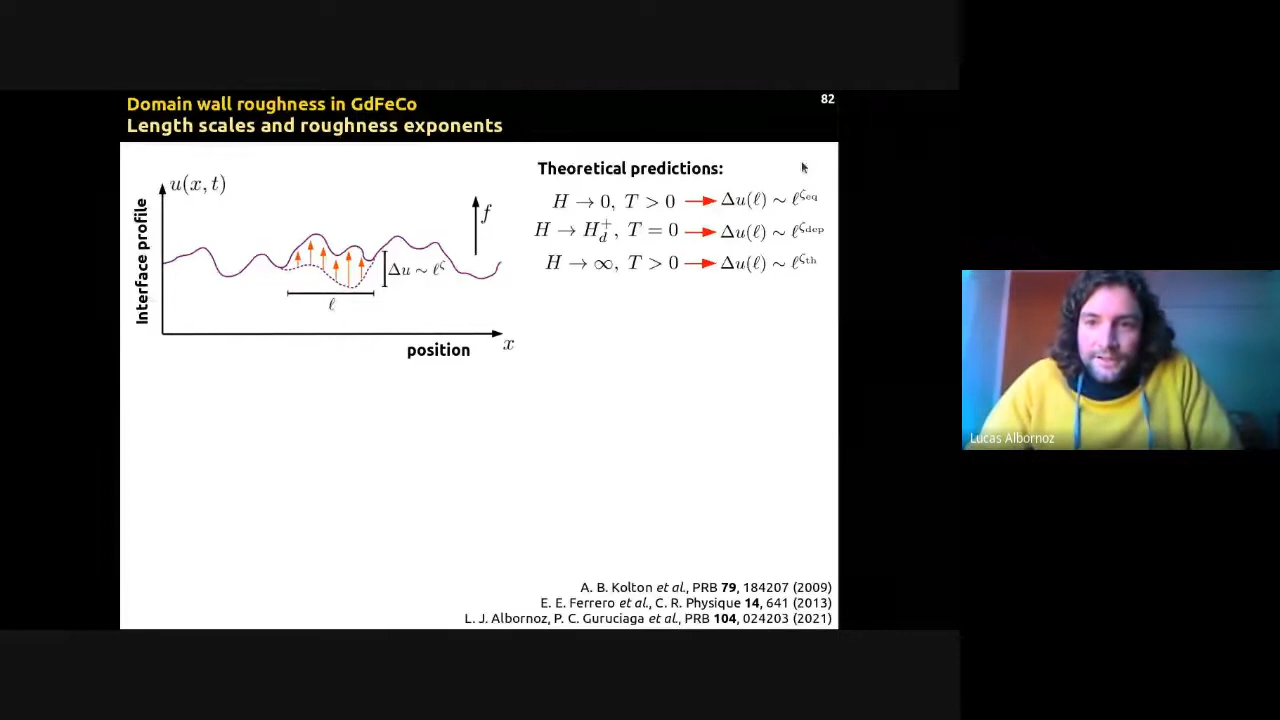 Domain wall roughness in GdFeCo
82
Length scales and roughness exponents
u(x, t)
Interface profile
f
Δu ∼ ℓ^ζ
ℓ
position
x
Theoretical predictions:
H → 0, T > 0 → Δu(ℓ) ∼ ℓ^ζeq
H → H_d^+, T = 0 → Δu(ℓ) ∼ ℓ^ζdep
H → ∞, T > 0 → Δu(ℓ) ∼ ℓ^ζth
A. B. Kolton et al., PRB 79, 184207 (2009)
E. E. Ferrero et al., C. R. Physique 14, 641 (2013)
L. J. Albornoz, P. C. Guruciaga et al., PRB 104, 024203 (2021)
Lucas Albornoz